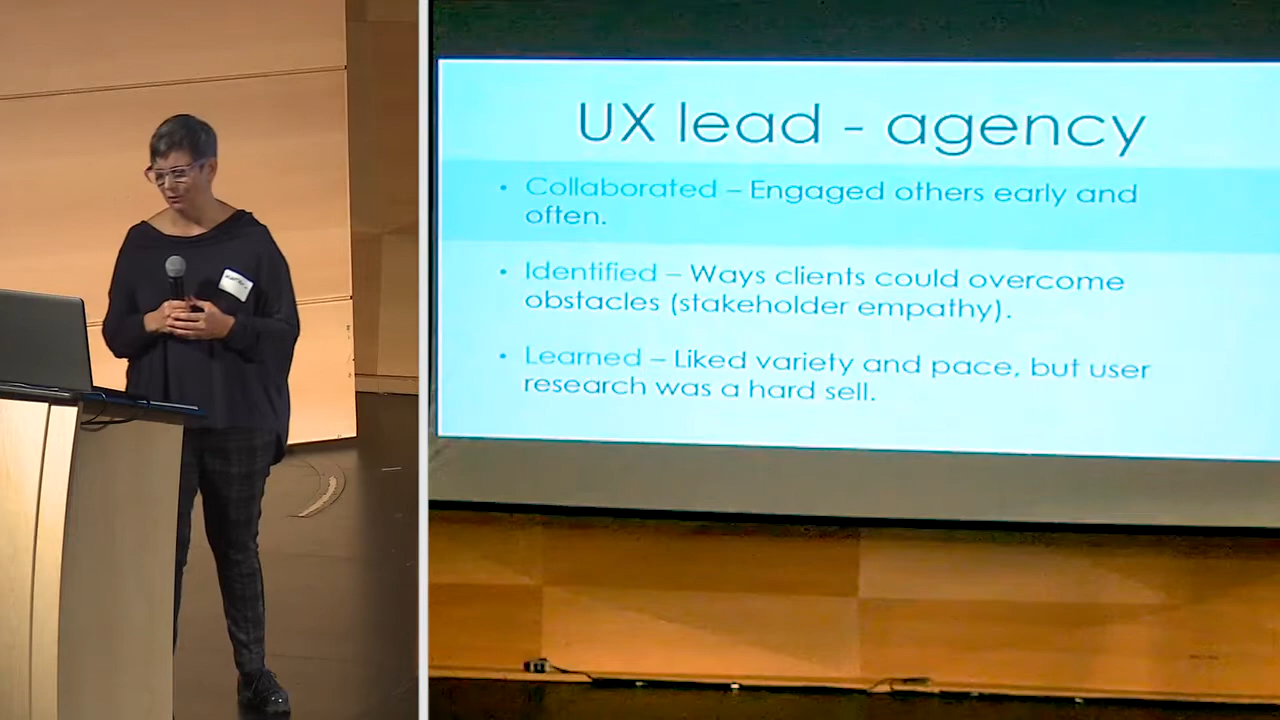 UX lead - agency
• Collaborated – Engaged others early and
often.
• Identified – Ways clients could overcome
obstacles (stakeholder empathy).
• Learned – Liked variety and pace, but user
research was a hard sell.